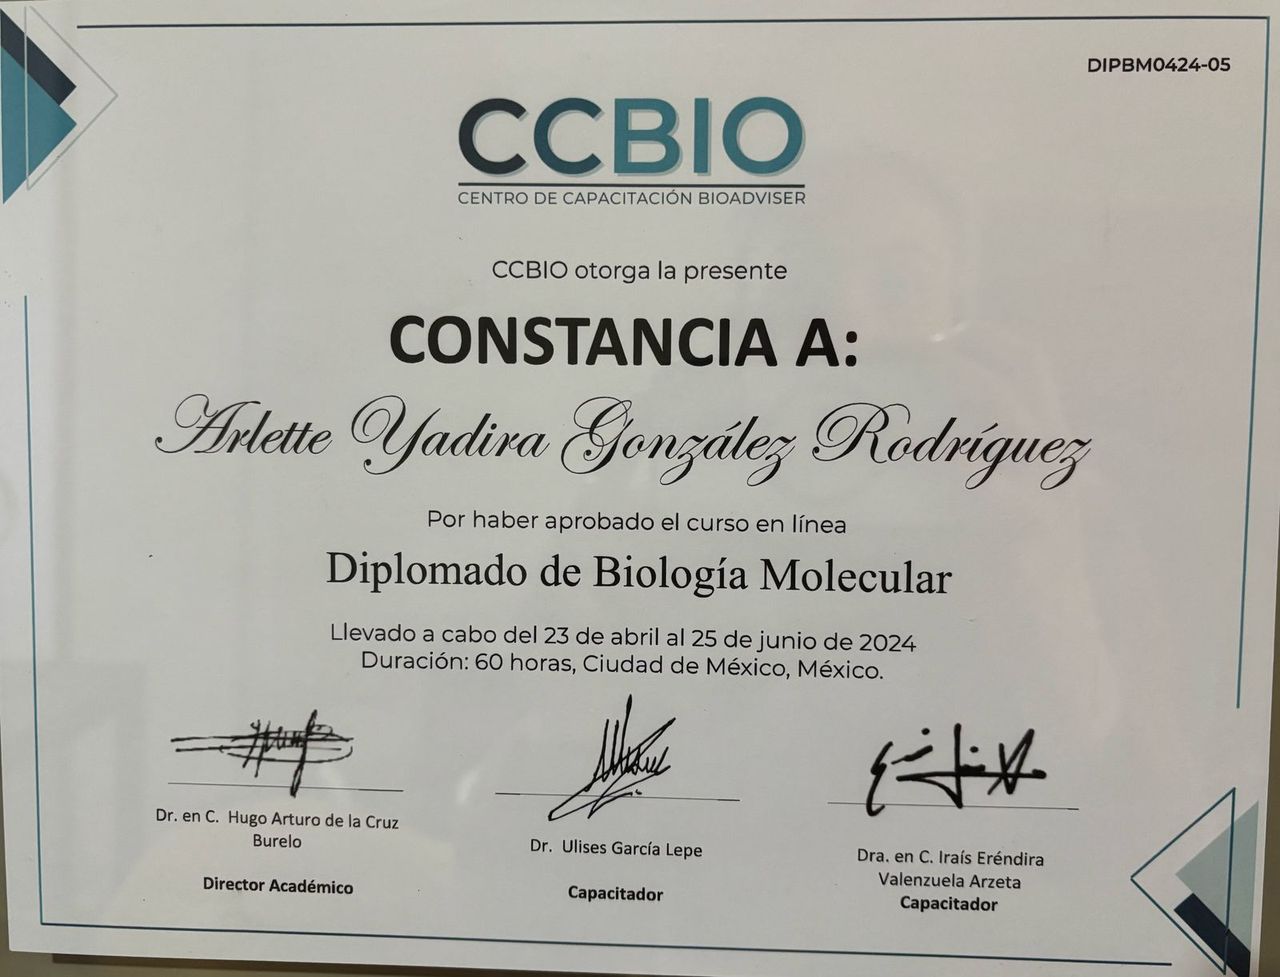 DIPBM0424-05
CCBIO
CENTRO DE CAPACITACIÓN BIOADVISER
CCBIO otorga la presente
CONSTANCIA A:
Arlette Yadira González Rodríguez
Por haber aprobado el curso en línea
Diplomado de Biología Molecular
Llevado a cabo del 23 de abril al 25 de junio de 2024
Duración: 60 horas, Ciudad de México, México.
Dr. en C. Hugo Arturo de la Cruz
Burelo
Director Académico
Dr. Ulises García Lepe
Capacitador
Dra. en C. Iraís Eréndira
Valenzuela Arzeta
Capacitador